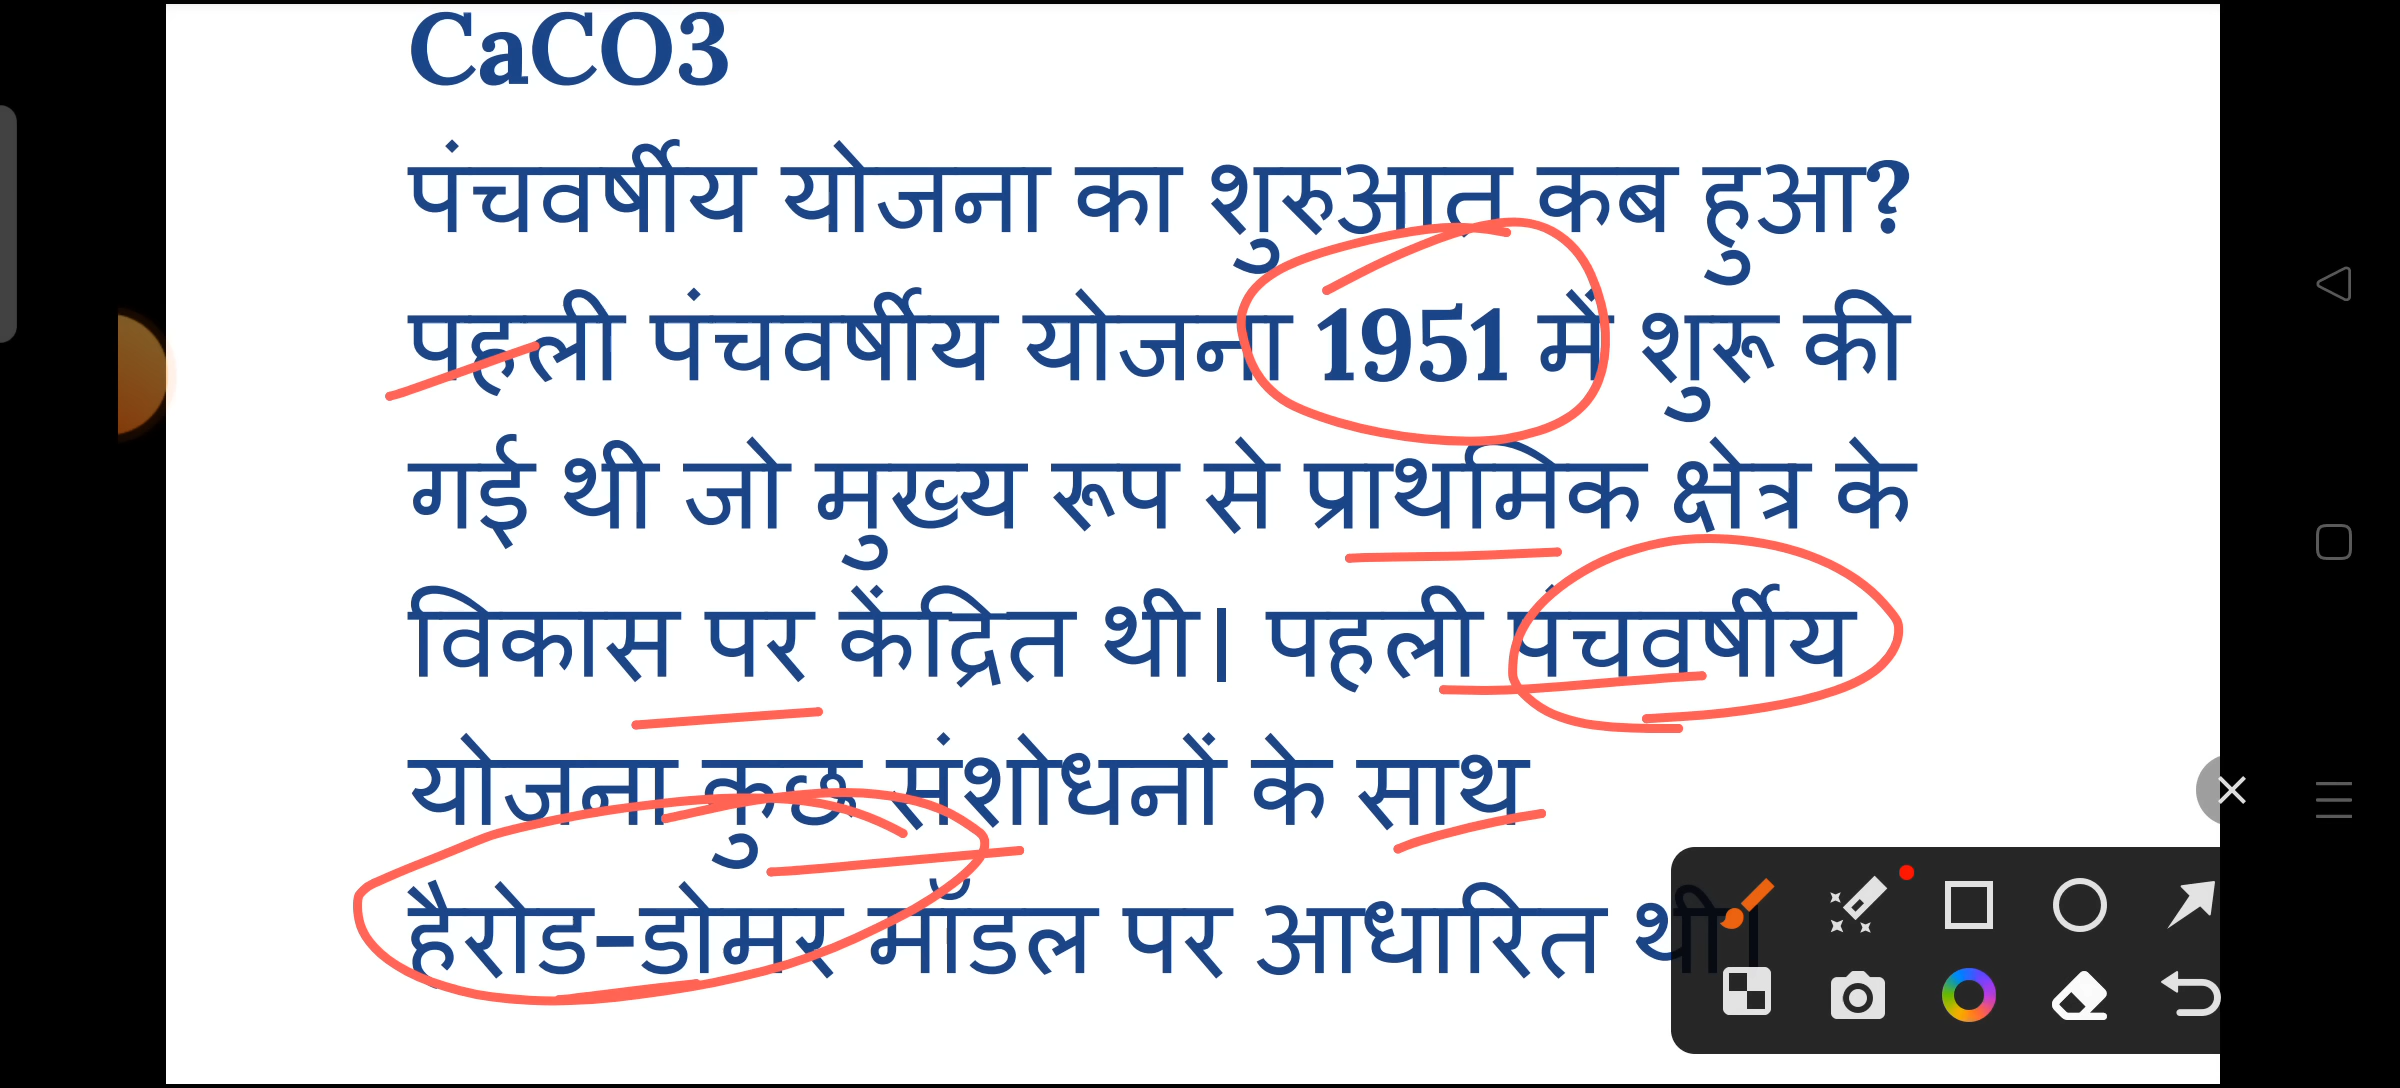 CaCO3
पंचवर्षीय योजना का शुरुआत कब हुआ?
पहली पंचवर्षीय योजना 1951 में शुरू की
गई थी जो मुख्य रूप से प्राथमिक क्षेत्र के
विकास पर केंद्रित थी। पहली पंचवर्षीय
योजना कुछ संशोधनों के साथ
हैरोड-डोमर मॉडल पर आधारित थी।